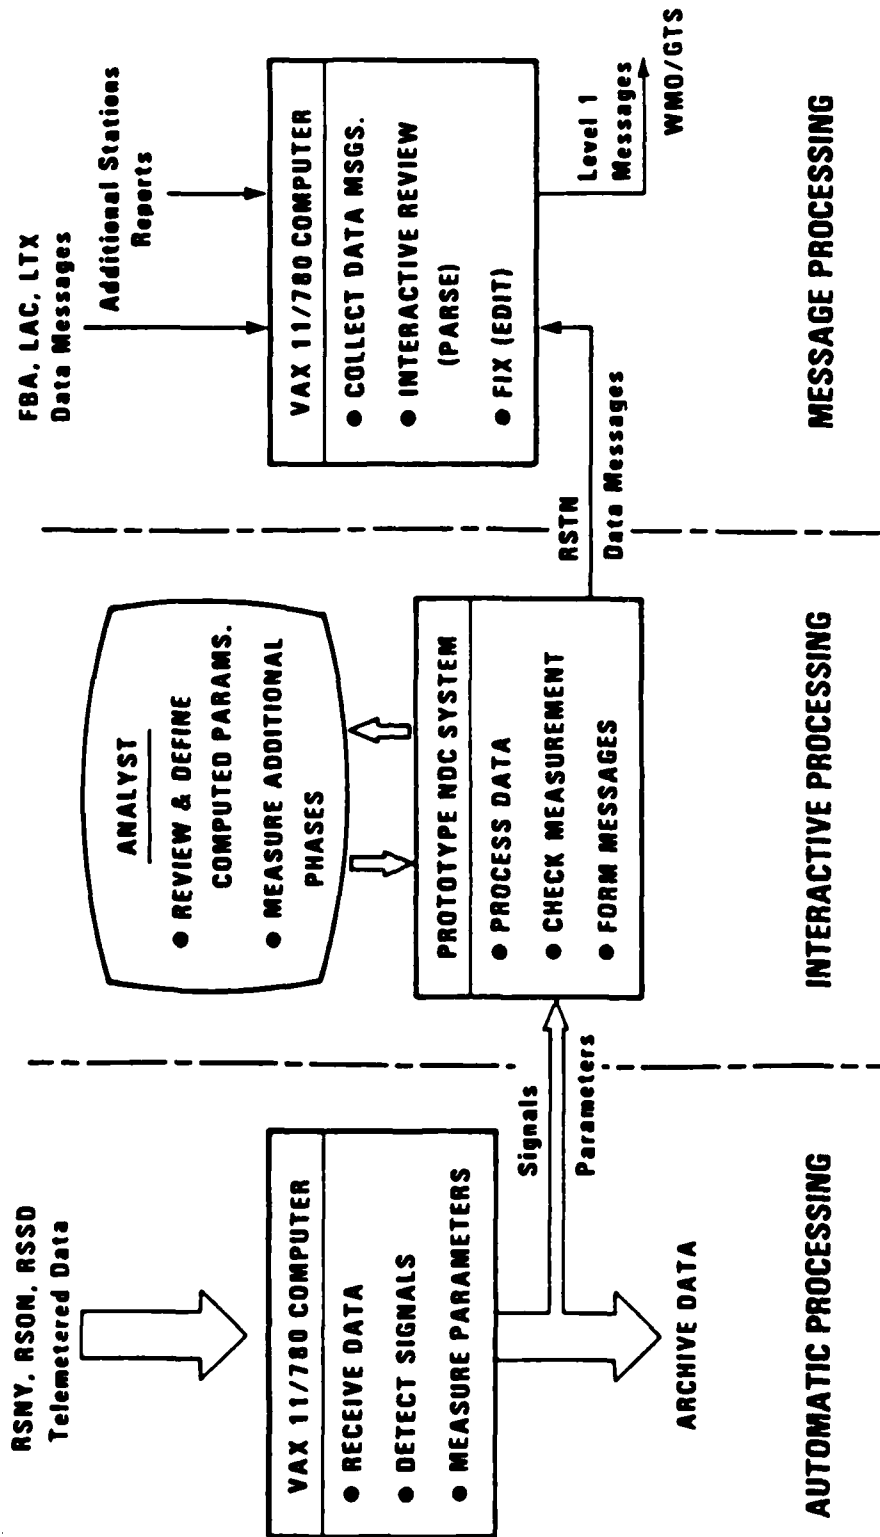 RSNY, RSON, RSSD
Telemetered Data
VAX 11/780 COMPUTER
● RECEIVE DATA
● DETECT SIGNALS
● MEASURE PARAMETERS
Signals
Parameters
ARCHIVE DATA
AUTOMATIC PROCESSING
ANALYST
● REVIEW & DEFINE
COMPUTED PARAMS.
● MEASURE ADDITIONAL
PHASES
PROTOTYPE NDC SYSTEM
● PROCESS DATA
● CHECK MEASUREMENT
● FORM MESSAGES
RSTN
Data Messages
INTERACTIVE PROCESSING
FBA, LAC, LTX
Data Messages
Additional Stations
Reports
VAX 11/780 COMPUTER
● COLLECT DATA MSGS.
● INTERACTIVE REVIEW
(PARSE)
● FIX (EDIT)
Level 1
Messages
WMO/GTS
MESSAGE PROCESSING